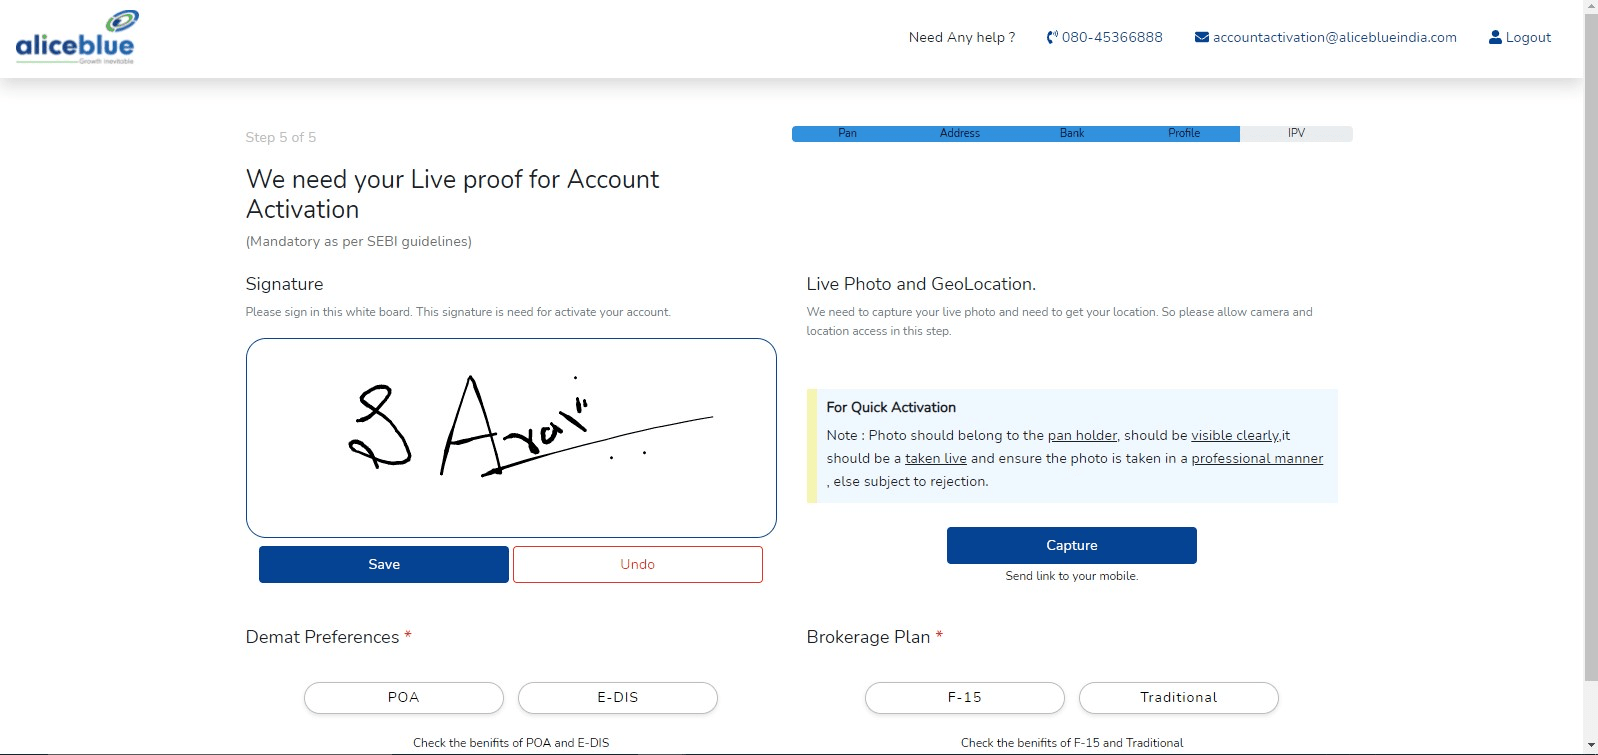 aliceblue
Growth Inevitable
Need Any help ?
080-45366888
accountactivation@aliceblueindia.com
Logout
Step 5 of 5
Pan
Address
Bank
Profile
IPV
We need your Live proof for Account
Activation
(Mandatory as per SEBI guidelines)
Signature
Please sign in this white board. This signature is need for activate your account.
S Aravi
Save
Undo
Live Photo and GeoLocation.
We need to capture your live photo and need to get your location. So please allow camera and
location access in this step.
For Quick Activation
Note : Photo should belong to the pan holder, should be visible clearly,it
should be a taken live and ensure the photo is taken in a professional manner
, else subject to rejection.
Capture
Send link to your mobile.
Demat Preferences *
POA
E-DIS
Check the benifits of POA and E-DIS
Brokerage Plan *
F-15
Traditional
Check the benifits of F-15 and Traditional